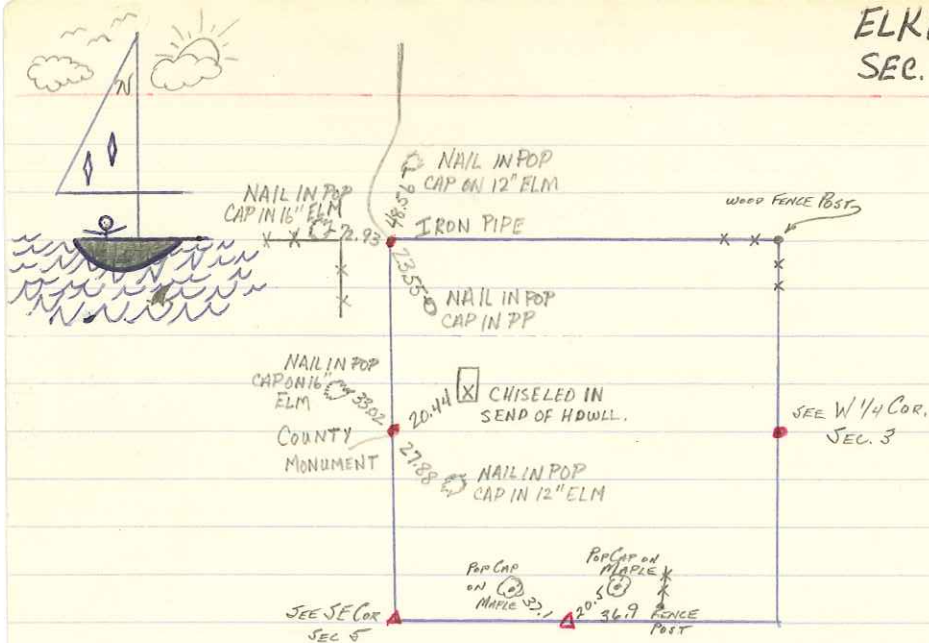 SEC.
N
NAIL IN POP
CAP ON 12" ELM
48.56
NAIL IN POP
CAP IN 16" ELM
72.93
IRON PIPE
WOOD FENCE POST
23.55
NAIL IN POP
CAP IN PP
NAIL IN POP
CAP ON 16"
ELM
33.02
20.44
X CHISELED IN
S END OF HDWLL.
COUNTY
MONUMENT
27.88
NAIL IN POP
CAP IN 12" ELM
SEE W 1/4 COR.
SEC. 3
POP CAP
ON
MAPLE
POP CAP ON
MAPLE
20.5
36.9
FENCE
POST
SEE SE COR
SEC 5